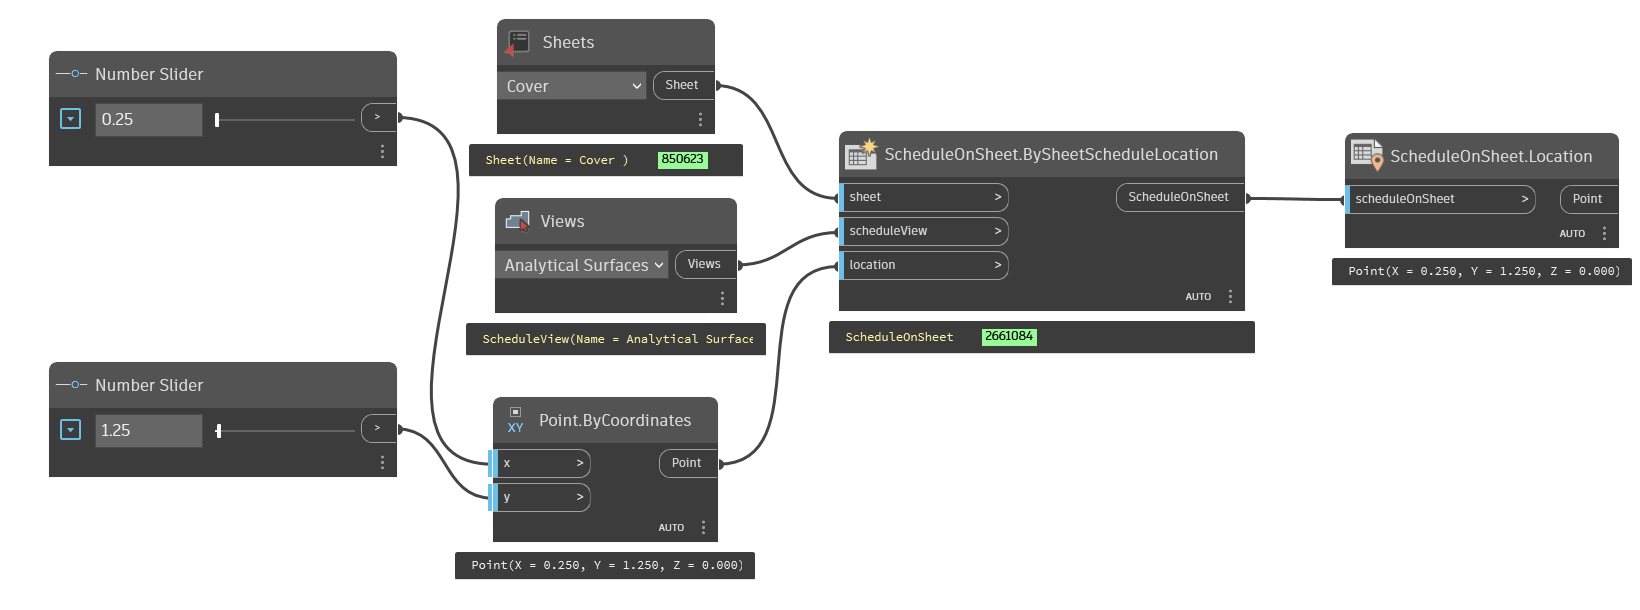 Number Slider
0.25
>
Sheets
Cover
Sheet
Sheet(Name = Cover )
850623
Views
Analytical Surfaces
Views
ScheduleView(Name = Analytical Surface
Number Slider
1.25
>
XY
Point.ByCoordinates
x >
Point
y >
AUTO
Point(X = 0.250, Y = 1.250, Z = 0.000)
ScheduleOnSheet.BySheetScheduleLocation
sheet >
ScheduleOnSheet
scheduleView >
location >
AUTO
ScheduleOnSheet
2661084
ScheduleOnSheet.Location
scheduleOnSheet >
Point
AUTO
Point(X = 0.250, Y = 1.250, Z = 0.000)